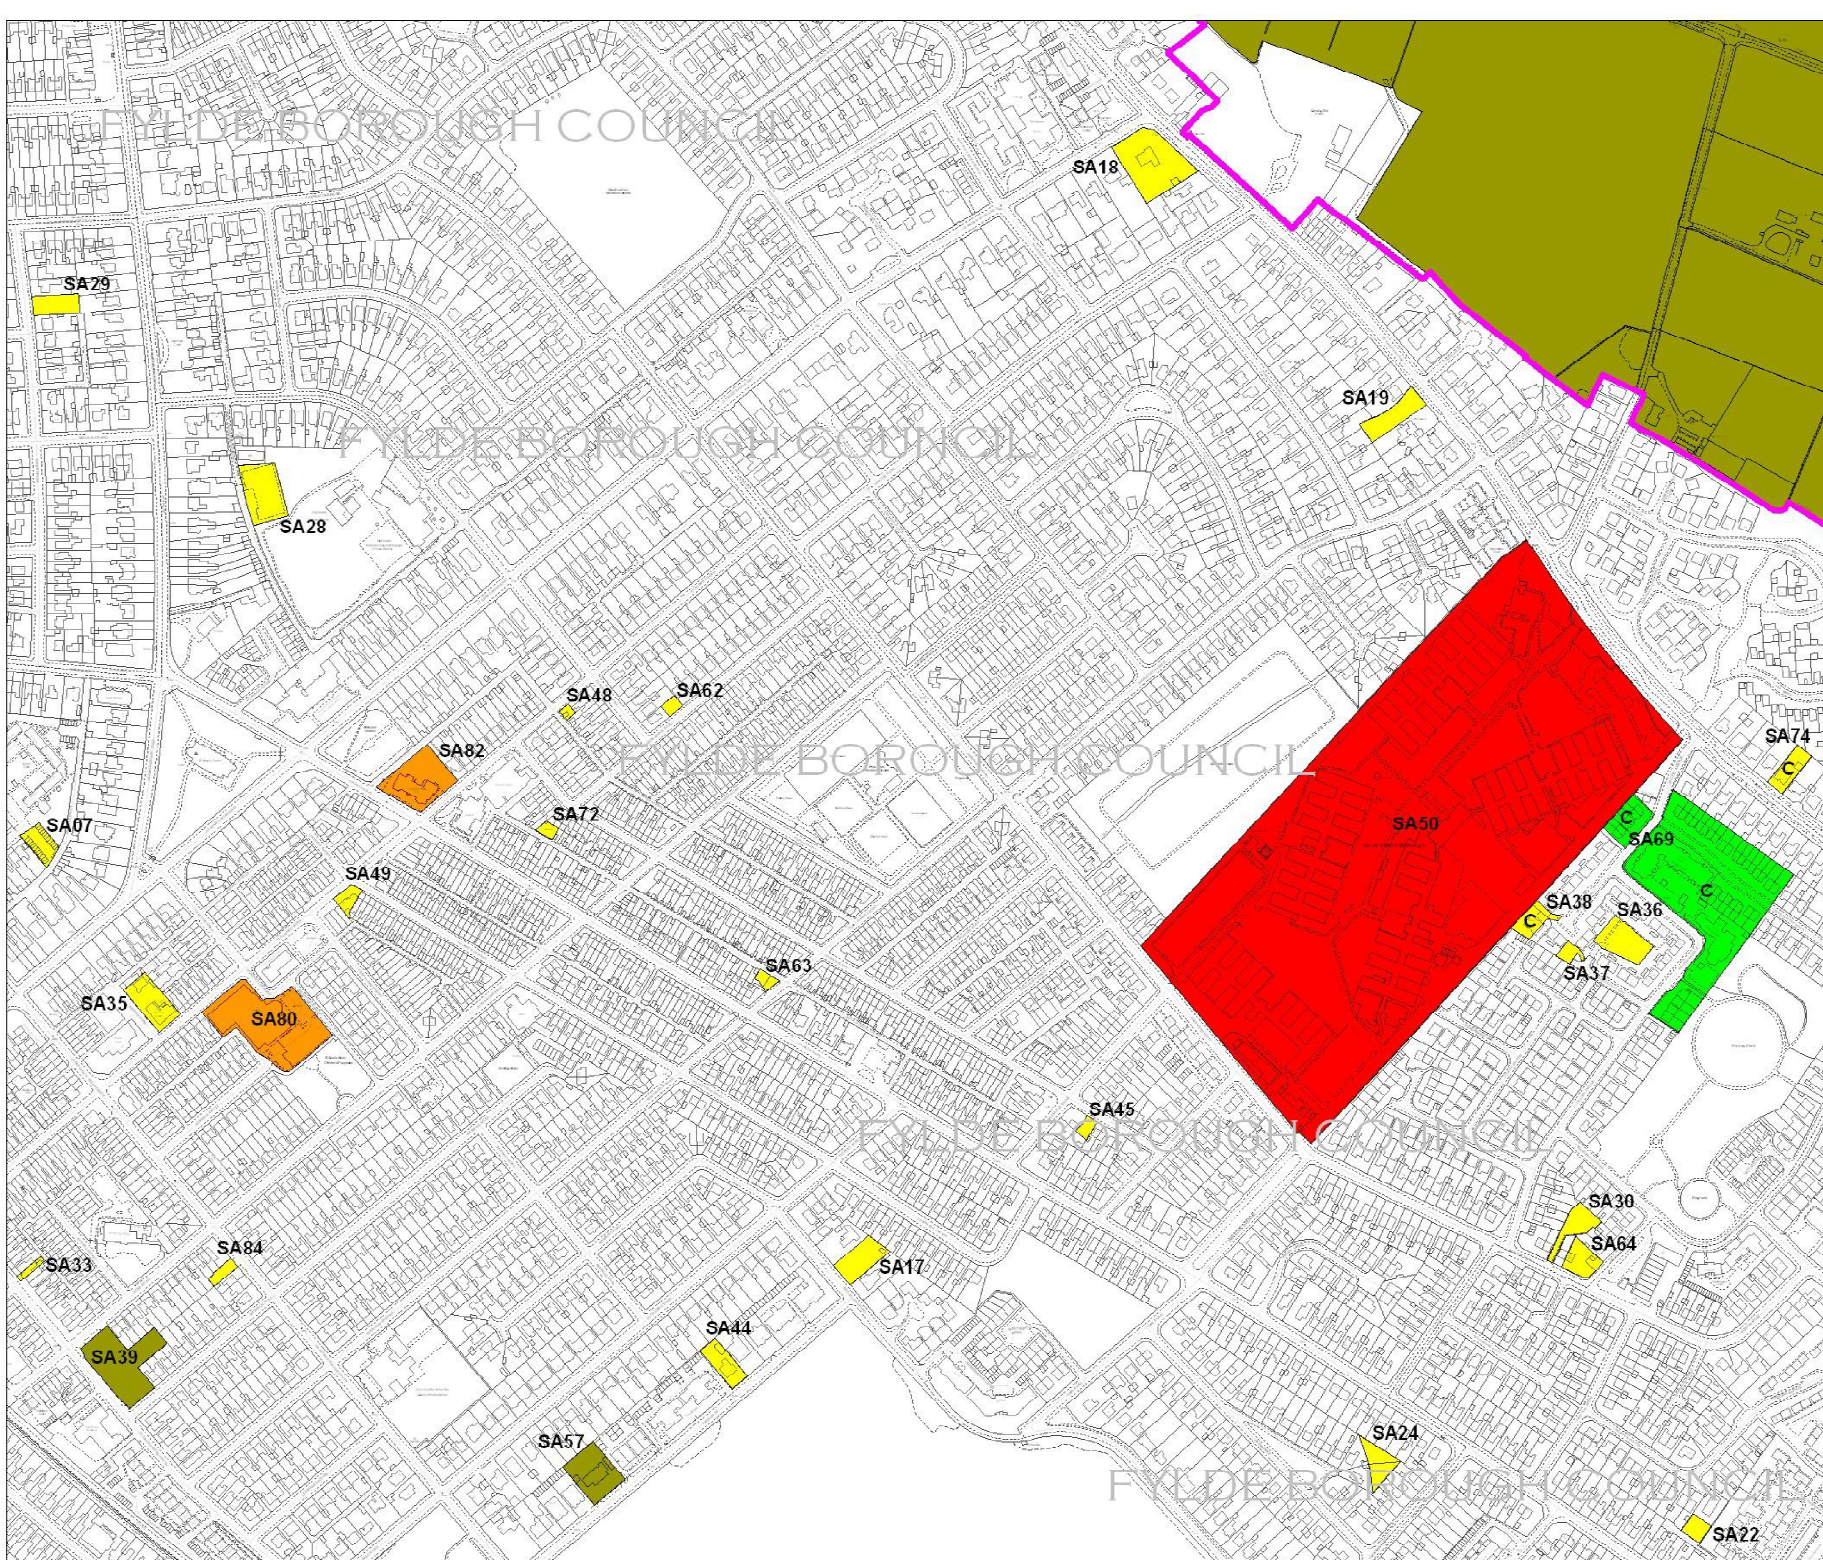 FYLDE BOROUGH COUNCIL
SA18
SA29
SA19
FYLDE BOROUGH COUNCIL
SA28
SA48
SA62
SA82
FYLDE BOROUGH COUNCIL
SA74
C
SA72
SA07
SA50
C
SA69
SA49
C
SA38
SA36
C
SA63
SA37
SA35
SA80
SA45
FYLDE BOROUGH COUNCIL
SA30
SA84
SA64
SA33
SA17
SA44
SA39
SA24
SA57
FYLDE BOROUGH COUNCIL
SA22